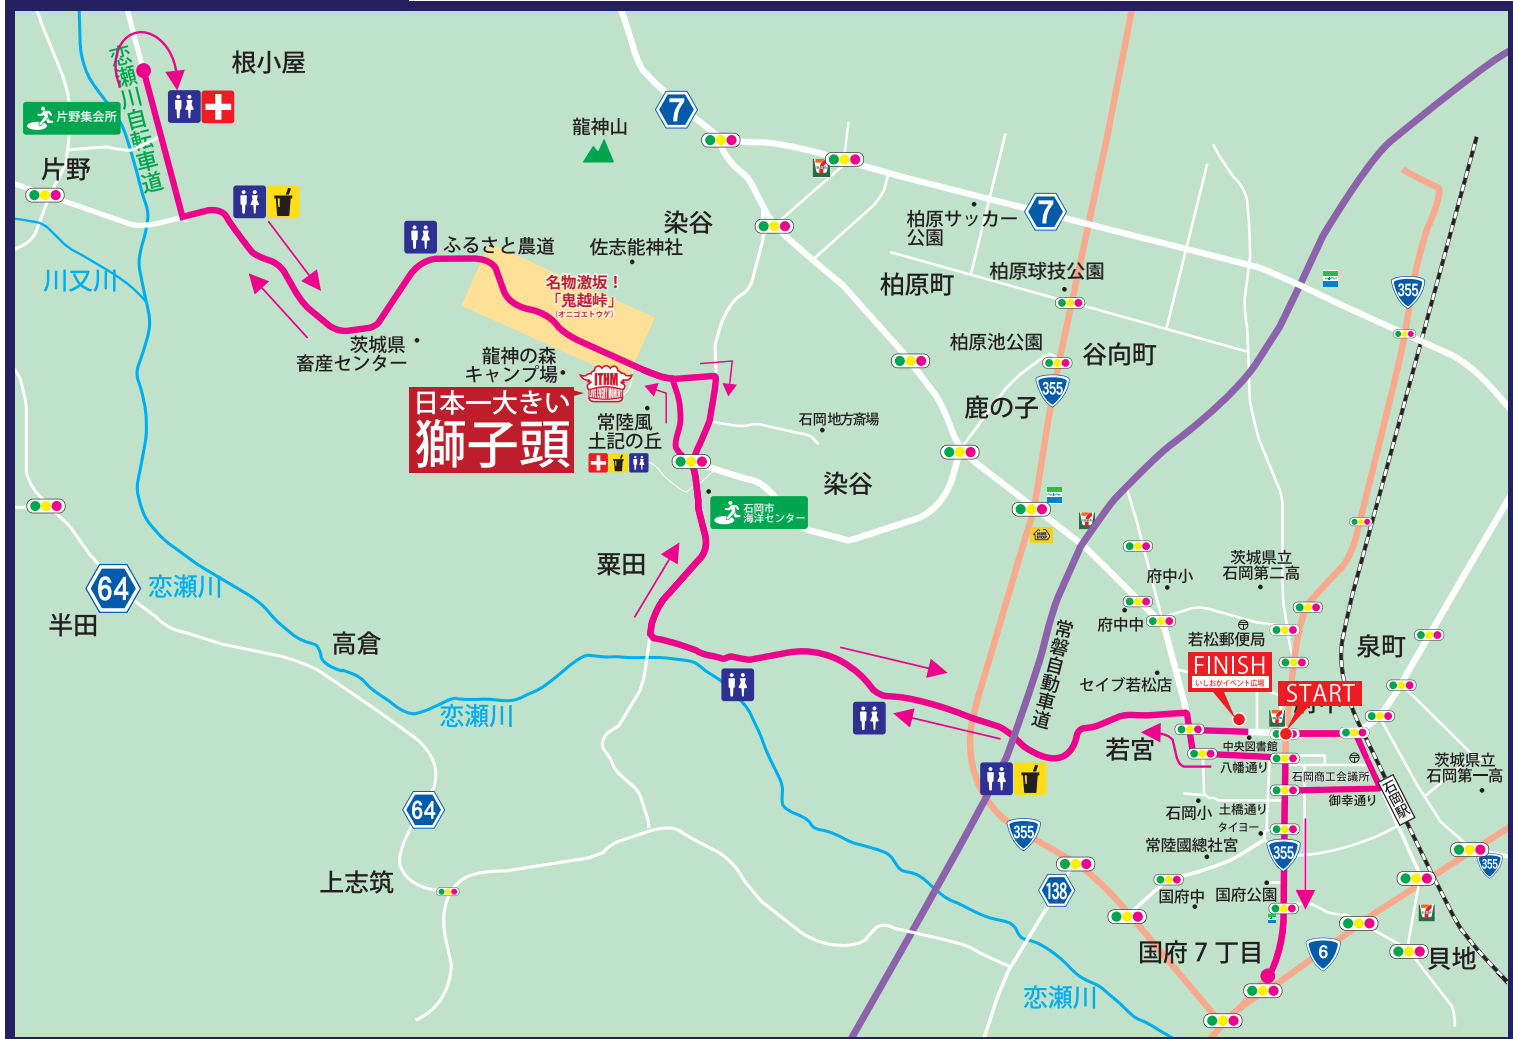 根小屋
恋瀬川自転車道
片野集会所
片野
川又川
龍神山
7
7
染谷
柏原サッカー
公園
ふるさと農道
佐志能神社
名物激坂！
「鬼越峠」
（オニゴエトウゲ）
柏原町
柏原球技公園
355
茨城県
畜産センター
龍神の森
キャンプ場
柏原池公園
谷向町
355
ITHM
日本一大きい
獅子頭
常陸風
土記の丘
石岡地方斎場
鹿の子
染谷
石岡市
海洋センター
64
恋瀬川
半田
高倉
粟田
府中小
府中中
茨城県立
石岡第二高
若松郵便局
泉町
常磐自動車道
セイブ若松店
FINISH
いしおかイベント広場
START
恋瀬川
若宮
中央図書館
八幡通り
石岡商工会議所
御幸通り
石岡駅
茨城県立
石岡第一高
石岡小
土橋通り
タイヨー
常陸國總社宮
64
355
355
355
上志筑
138
国府中
国府公園
国府７丁目
6
貝地
恋瀬川